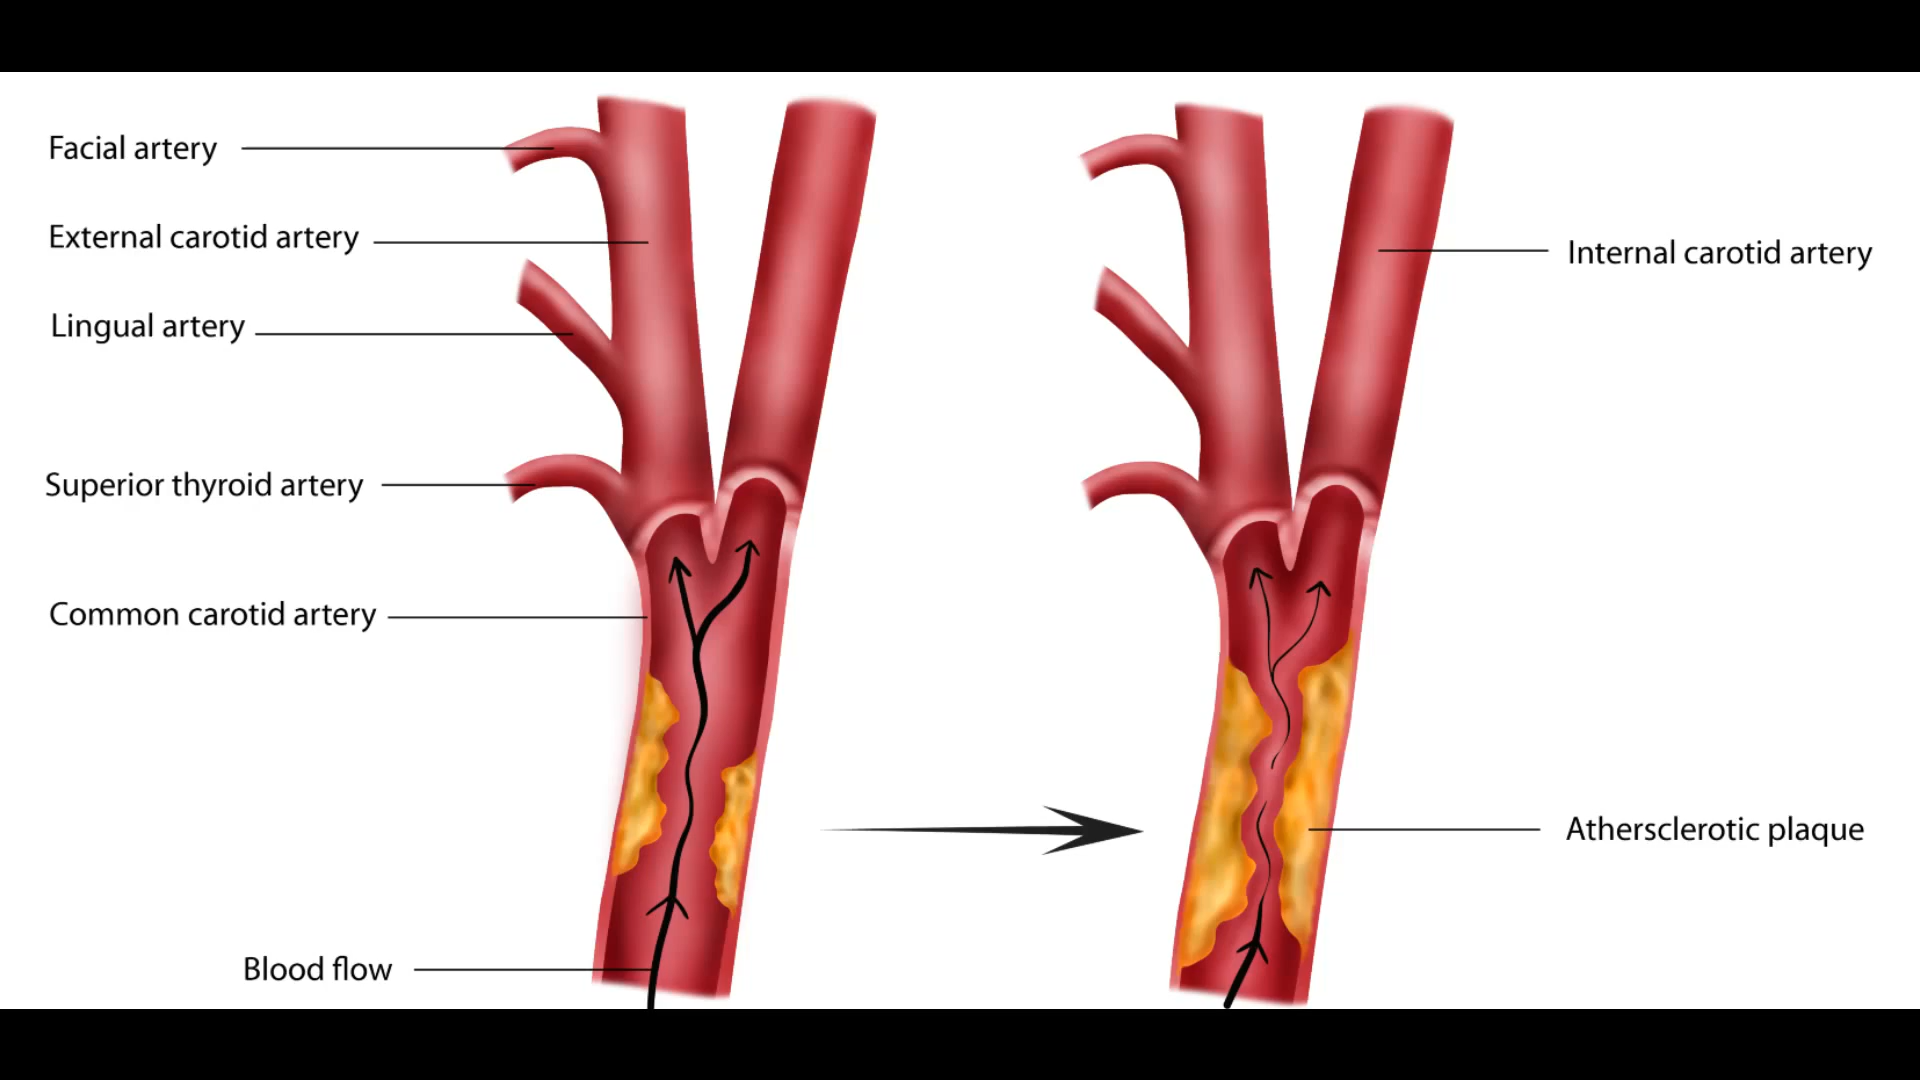 Facial artery
External carotid artery
Internal carotid artery
Lingual artery
Superior thyroid artery
Common carotid artery
Athersclerotic plaque
Blood flow